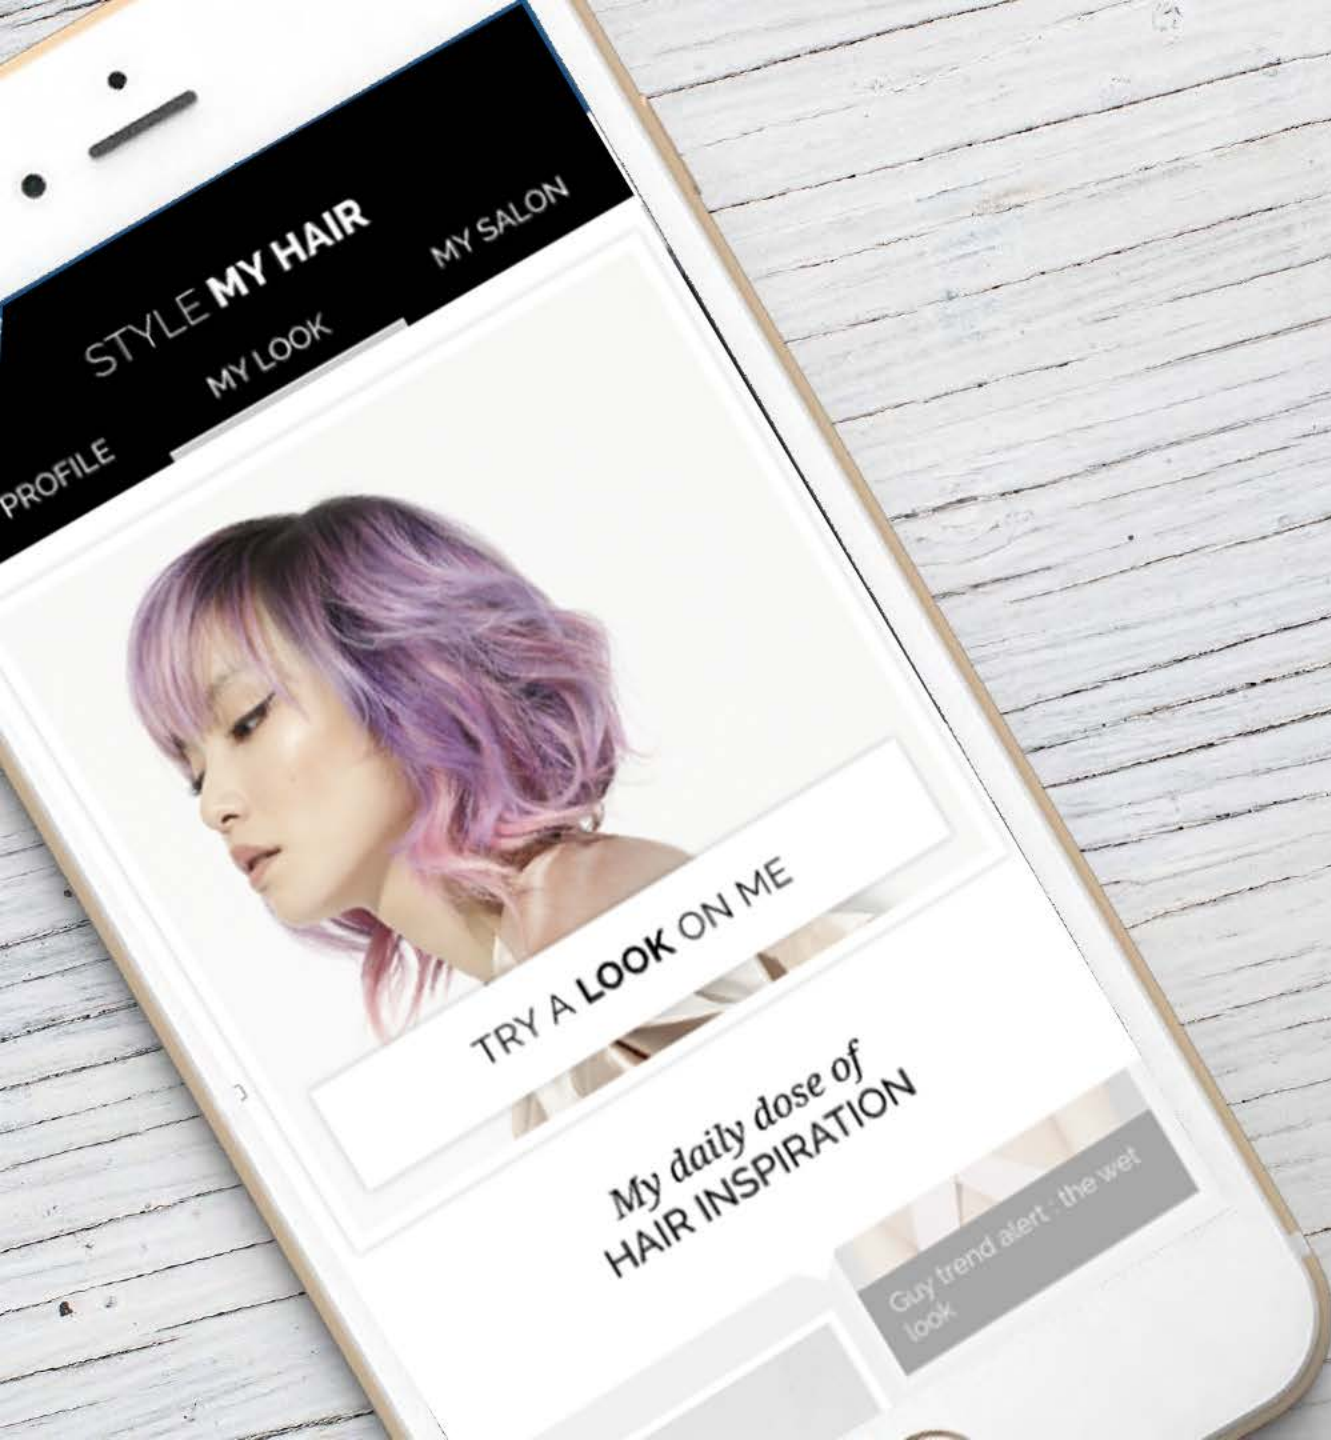 STYLE MY HAIR
PROFILE
MY LOOK
MY SALON
TRY A LOOK ON ME
My daily dose of
HAIR INSPIRATION
Guy trend alert : the wet
look